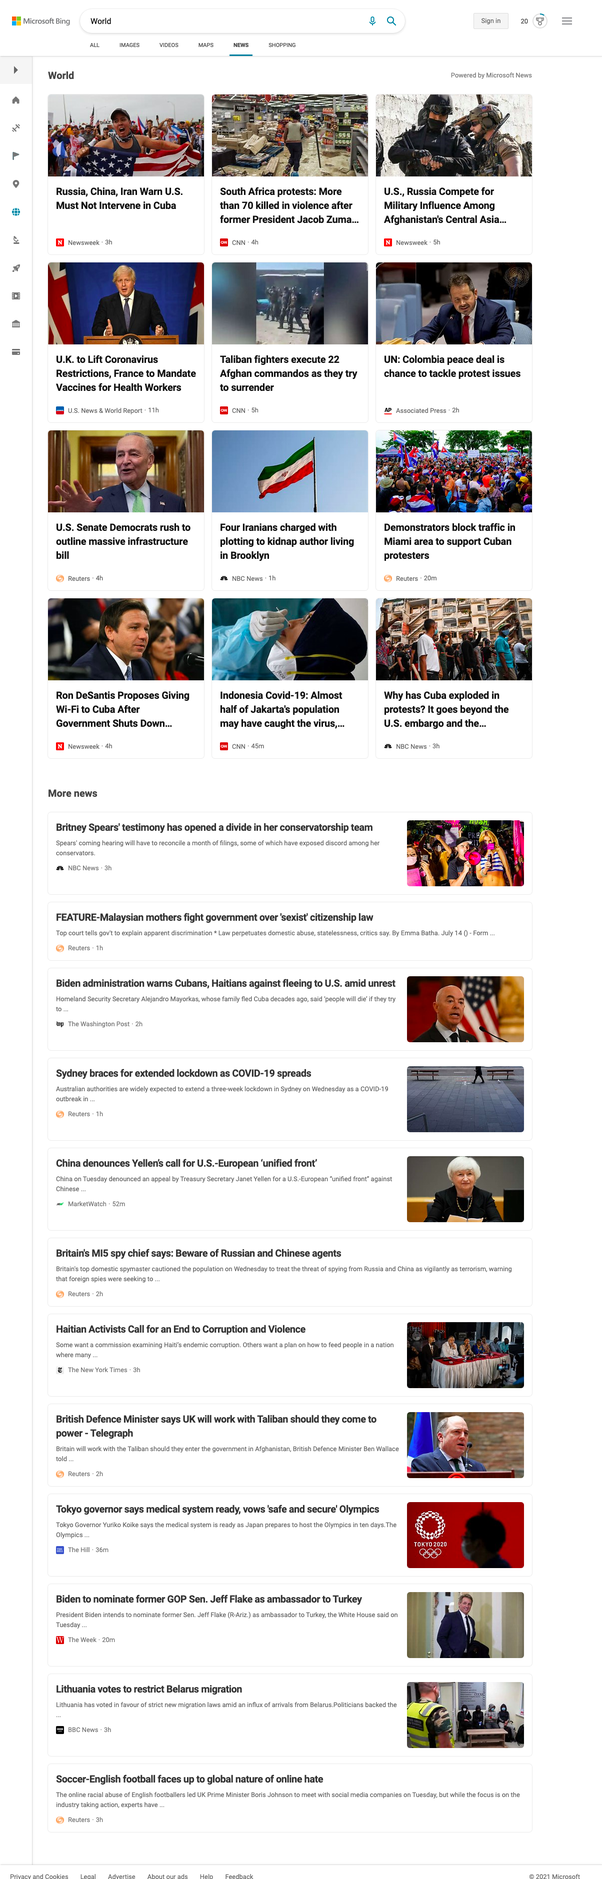 Microsoft Bing
World
Sign in
20
ALL IMAGES VIDEOS MAPS NEWS SHOPPING
World
Powered by Microsoft News
Russia, China, Iran Warn U.S.
Must Not Intervene in Cuba
Newsweek · 3h
South Africa protests: More
than 70 killed in violence after
former President Jacob Zuma...
CNN · 4h
U.S., Russia Compete for
Military Influence Among
Afghanistan's Central Asia...
Newsweek · 5h
U.K. to Lift Coronavirus
Restrictions, France to Mandate
Vaccines for Health Workers
U.S. News & World Report · 11h
Taliban fighters execute 22
Afghan commandos as they try
to surrender
CNN · 5h
UN: Colombia peace deal is
chance to tackle protest issues
AP Associated Press · 2h
U.S. Senate Democrats rush to
outline massive infrastructure
bill
Reuters · 4h
Four Iranians charged with
plotting to kidnap author living
in Brooklyn
NBC News · 1h
Demonstrators block traffic in
Miami area to support Cuban
protesters
Reuters · 20m
Ron DeSantis Proposes Giving
Wi-Fi to Cuba After
Government Shuts Down...
Newsweek · 4h
Indonesia Covid-19: Almost
half of Jakarta's population
may have caught the virus,...
CNN · 45m
Why has Cuba exploded in
protests? It goes beyond the
U.S. embargo and the...
NBC News · 3h
More news
Britney Spears' testimony has opened a divide in her conservatorship team
Spears' coming hearing will have to reconcile a month of filings, some of which have exposed discord among her
conservators.
NBC News · 3h
FEATURE-Malaysian mothers fight government over 'sexist' citizenship law
Top court tells gov't to explain apparent discrimination * Law perpetuates domestic abuse, statelessness, critics say. By Emma Batha. July 14 () - Form ...
Reuters · 1h
Biden administration warns Cubans, Haitians against fleeing to U.S. amid unrest
Homeland Security Secretary Alejandro Mayorkas, whose family fled Cuba decades ago, said 'people will die' if they try
to ...
The Washington Post · 2h
Sydney braces for extended lockdown as COVID-19 spreads
Australian authorities are widely expected to extend a three-week lockdown in Sydney on Wednesday as a COVID-19
outbreak in ...
Reuters · 1h
China denounces Yellen's call for U.S.-European 'unified front'
China on Tuesday denounced an appeal by Treasury Secretary Janet Yellen for a U.S.-European "unified front" against
Chinese ...
MarketWatch · 52m
Britain's MI5 spy chief says: Beware of Russian and Chinese agents
Britain's top domestic spymaster cautioned the population on Wednesday to treat the threat of spying from Russia and China as vigilantly as terrorism, warning
that foreign spies were seeking to ...
Reuters · 2h
Haitian Activists Call for an End to Corruption and Violence
Some want a commission examining Haiti's endemic corruption. Others want a plan on how to feed people in a nation
where many ...
The New York Times · 3h
British Defence Minister says UK will work with Taliban should they come to
power - Telegraph
Britain will work with the Taliban should they enter the government in Afghanistan, British Defence Minister Ben Wallace
told ...
Reuters · 2h
Tokyo governor says medical system ready, vows 'safe and secure' Olympics
Tokyo Governor Yuriko Koike says the medical system is ready as Japan prepares to host the Olympics in ten days.The
Olympics ...
The Hill · 36m
TOKYO 2020
Biden to nominate former GOP Sen. Jeff Flake as ambassador to Turkey
President Biden intends to nominate former Sen. Jeff Flake (R-Ariz.) as ambassador to Turkey, the White House said on
Tuesday ...
The Week · 20m
Lithuania votes to restrict Belarus migration
Lithuania has voted in favour of strict new migration laws amid an influx of arrivals from Belarus.Politicians backed the
...
BBC News · 3h
Soccer-English football faces up to global nature of online hate
The online racial abuse of English footballers led UK Prime Minister Boris Johnson to meet with social media companies on Tuesday, but while the focus is on the
industry taking action, experts have ...
Reuters · 3h
Privacy and Cookies Legal Advertise About our ads Help Feedback
© 2021 Microsoft